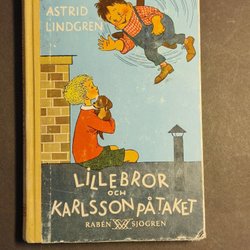 ASTRID
LINDGREN
LILLEBROR
OCH
KARLSSON PÅ TAKET
RABÉN SJÖGREN